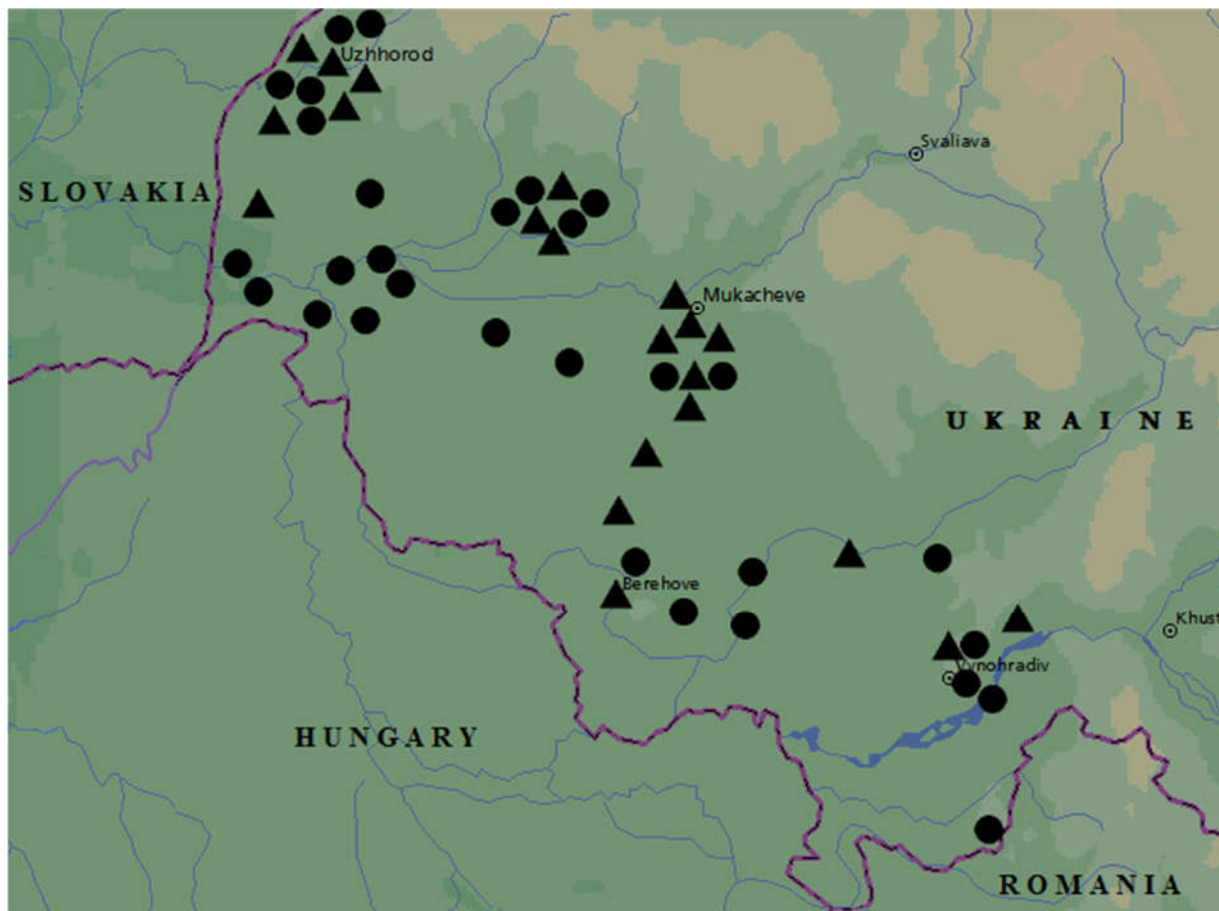 Uzhhorod
Svaliava
SLOVAKIA
Mukacheve
UKRAINE
Berehove
Khust
Vynohradiv
HUNGARY
ROMANIA